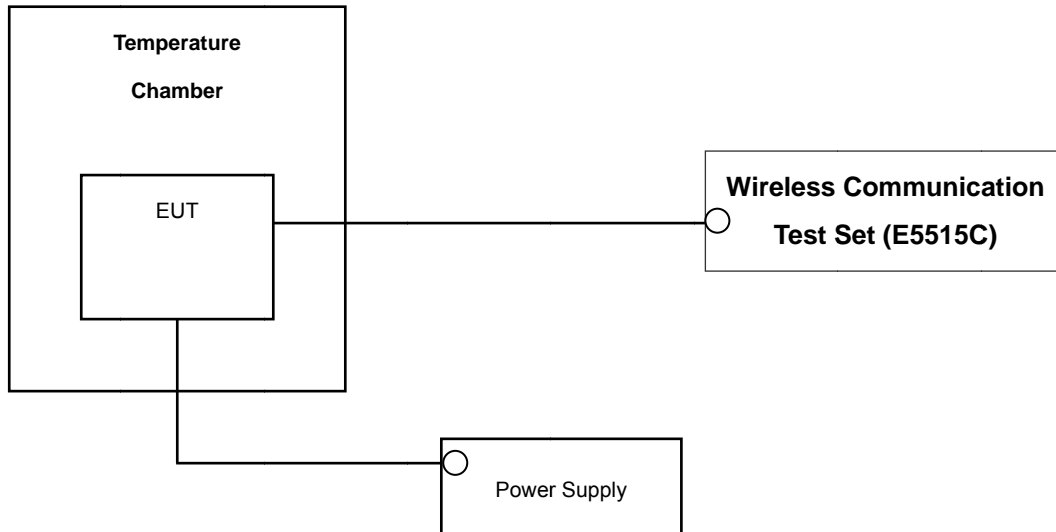 Temperature
Chamber
EUT
Wireless Communication
Test Set (E5515C)
Power Supply